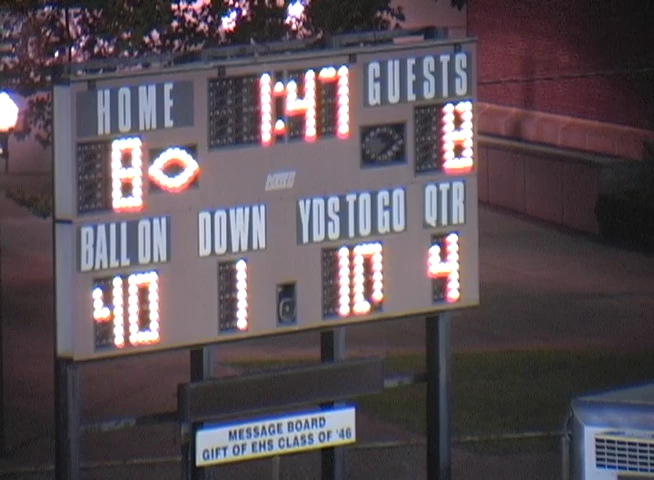 HOME 1:47 GUESTS
8 8
BALL ON DOWN YDS TO GO QTR
40 1 10 4
MESSAGE BOARD
GIFT OF EHS CLASS OF '46